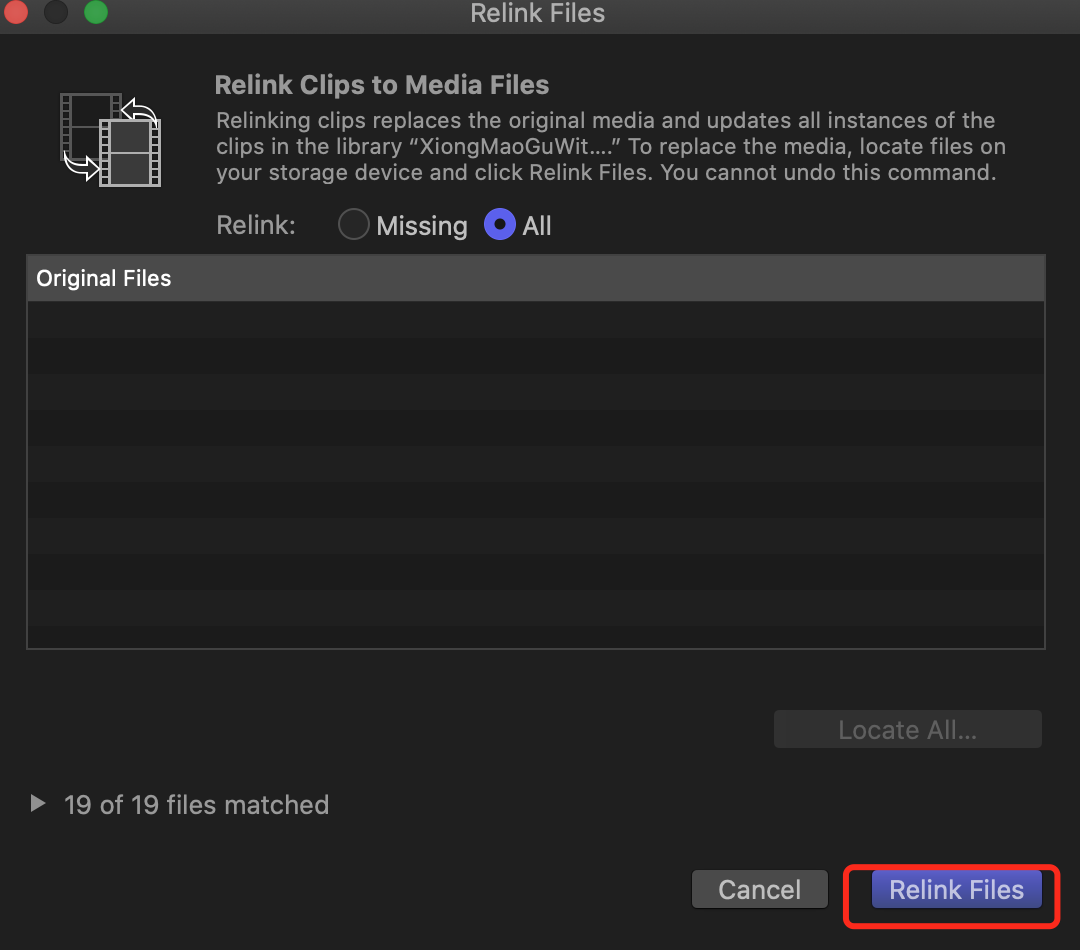 Relink Files
Relink Clips to Media Files
Relinking clips replaces the original media and updates all instances of the
clips in the library “XiongMaoGuWit....” To replace the media, locate files on
your storage device and click Relink Files. You cannot undo this command.
Relink: Missing All
Original Files
Locate All...
19 of 19 files matched
Cancel Relink Files